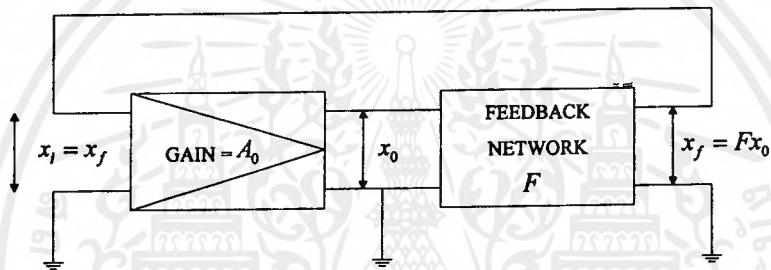 x_i = x_f
GAIN = A_0
x_0
FEEDBACK
NETWORK
F
x_f = Fx_0